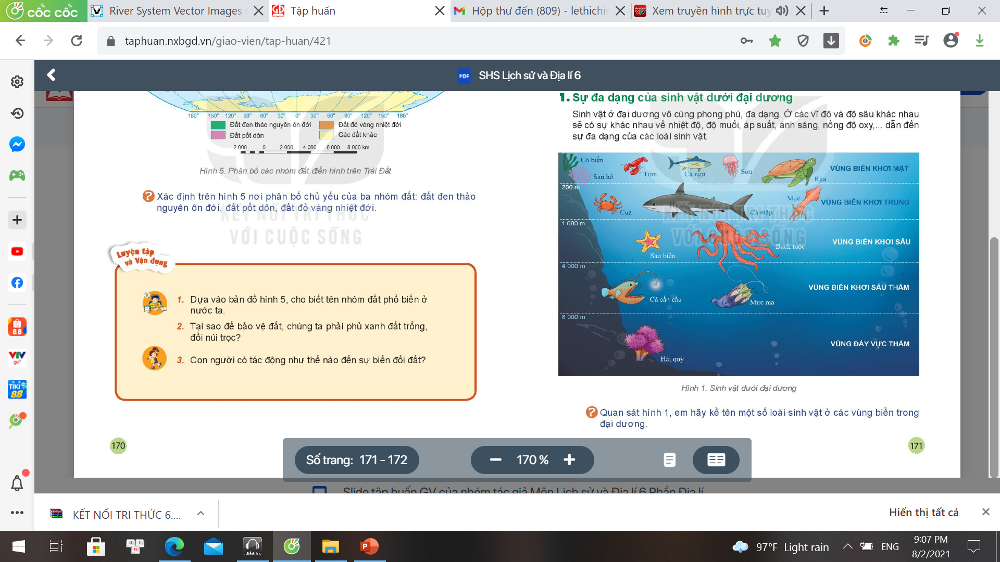 cốc cốc
River System Vector Images
Tập huấn
Hộp thư đến (809) - lethichin
Xem truyền hình trực tuy
taphuan.nxbgd.vn/giao-vien/tap-huan/421
PDF SHS Lịch sử và Địa lí 6
180° 150° 120° 90° 60° 30° 0° 30° 60° 90° 120° 150° 180°
Đất đen thảo nguyên ôn đới
Đất đỏ vàng nhiệt đới
Đất pốt dôn
Các đất khác
2 000 0 2 000 4 000 6 000 8 000 km
Hình 5. Phân bố các nhóm đất điển hình trên Trái Đất
? Xác định trên hình 5 nơi phân bố chủ yếu của ba nhóm đất: đất đen thảo
nguyên ôn đới, đất pốt dôn, đất đỏ vàng nhiệt đới.
KẾT NỐI TRI THỨC
VỚI CUỘC SỐNG
Luyện tập
và Vận dụng
1. Dựa vào bản đồ hình 5, cho biết tên nhóm đất phổ biến ở
nước ta.
2. Tại sao để bảo vệ đất, chúng ta phải phủ xanh đất trống,
đồi núi trọc?
3. Con người có tác động như thế nào đến sự biến đổi đất?
170
1. Sự đa dạng của sinh vật dưới đại dương
Sinh vật ở đại dương vô cùng phong phú, đa dạng. Ở các vĩ độ và độ sâu khác nhau
sẽ có sự khác nhau về nhiệt độ, độ muối, áp suất, ánh sáng, nồng độ oxy,... dẫn đến
sự đa dạng của các loài sinh vật.
Cỏ biển
San hô
Tôm
Cá ngừ
Sứa
Rùa
VÙNG BIỂN KHƠI MẶT
200 m
Cua
Cá mập
Mực
VÙNG BIỂN KHƠI TRUNG
KẾT NỐI TRI THỨC
VỚI CUỘC SỐNG
1 000 m
Sao biển
Bạch tuộc
VÙNG BIỂN KHƠI SÂU
4 000 m
Cá cần câu
Mực ma
VÙNG BIỂN KHƠI SÂU THẲM
6 000 m
Hải quỳ
VÙNG ĐÁY VỰC THẲM
Hình 1. Sinh vật dưới đại dương
? Quan sát hình 1, em hãy kể tên một số loài sinh vật ở các vùng biển trong
đại dương.
171
Số trang: 171 - 172
170 %
Slide tập huấn GV của nhóm tác giả Môn Lịch sử và Địa lí 6 Phần Địa lí
KẾT NỐI TRI THỨC 6....
Hiển thị tất cả
97°F Light rain
ENG
9:07 PM
8/2/2021